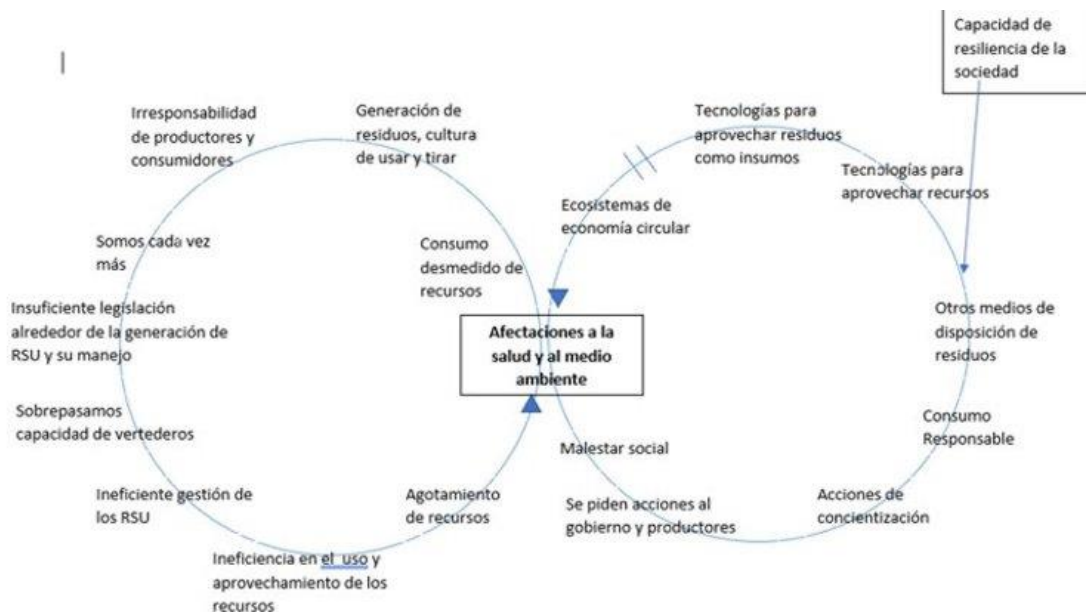 Capacidad de
resiliencia de la
sociedad
Irresponsabilidad
de productores y
consumidores
Generación de
residuos, cultura
de usar y tirar
Tecnologías para
aprovechar residuos
como insumos
Tecnologías para
aprovechar recursos
Ecosistemas de
economía circular
Somos cada vez
más
Consumo
desmedido de
recursos
Insuficiente legislación
alrededor de la generación de
RSU y su manejo
Afectaciones a la
salud y al medio
ambiente
Otros medios de
disposición de
residuos
Sobrepasamos
capacidad de vertederos
Malestar social
Consumo
Responsable
Ineficiente gestión de
los RSU
Agotamiento
de recursos
Se piden acciones al
gobierno y productores
Acciones de
concientización
Ineficiencia en el uso y
aprovechamiento de los
recursos